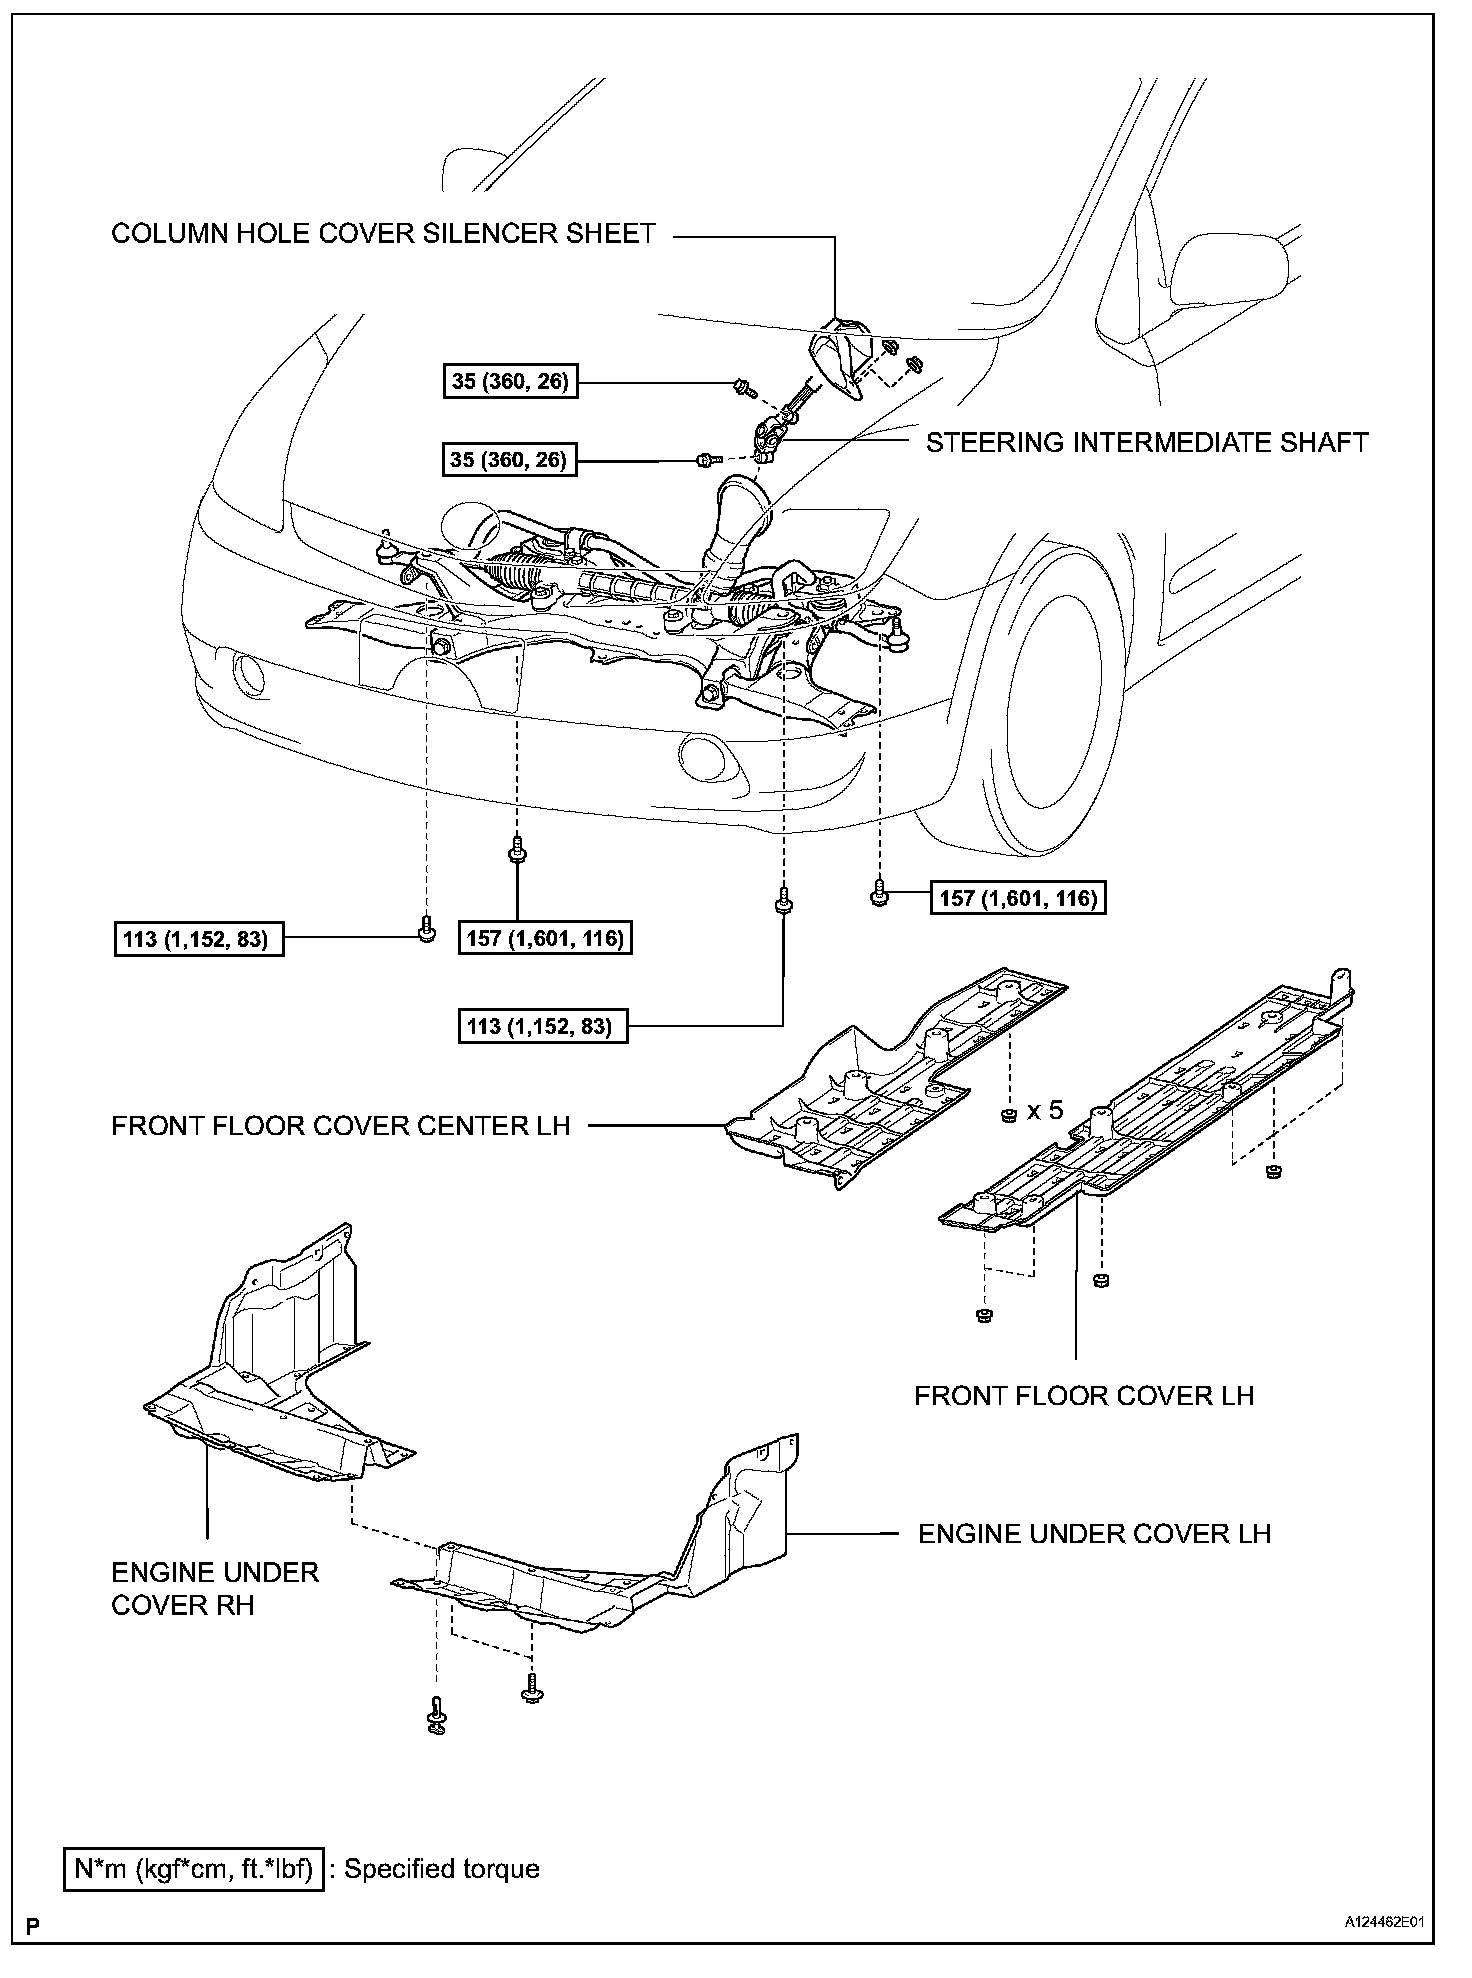 COLUMN HOLE COVER SILENCER SHEET
35 (360, 26)
STEERING INTERMEDIATE SHAFT
35 (360, 26)
157 (1,601, 116)
113 (1,152, 83)
157 (1,601, 116)
113 (1,152, 83)
x 5
FRONT FLOOR COVER CENTER LH
FRONT FLOOR COVER LH
ENGINE UNDER COVER LH
ENGINE UNDER
COVER RH
N*m (kgf*cm, ft.*lbf) : Specified torque
P
A124462E01